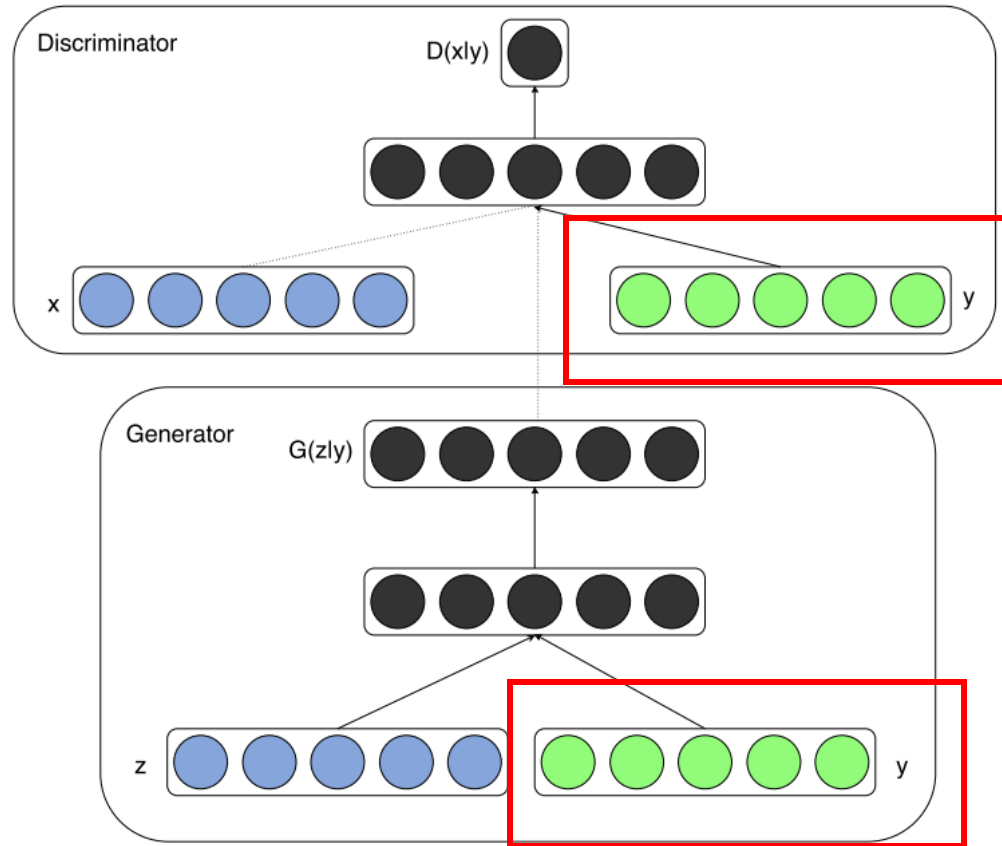 Discriminator
D(x|y)
x
y
Generator
G(z|y)
z
y